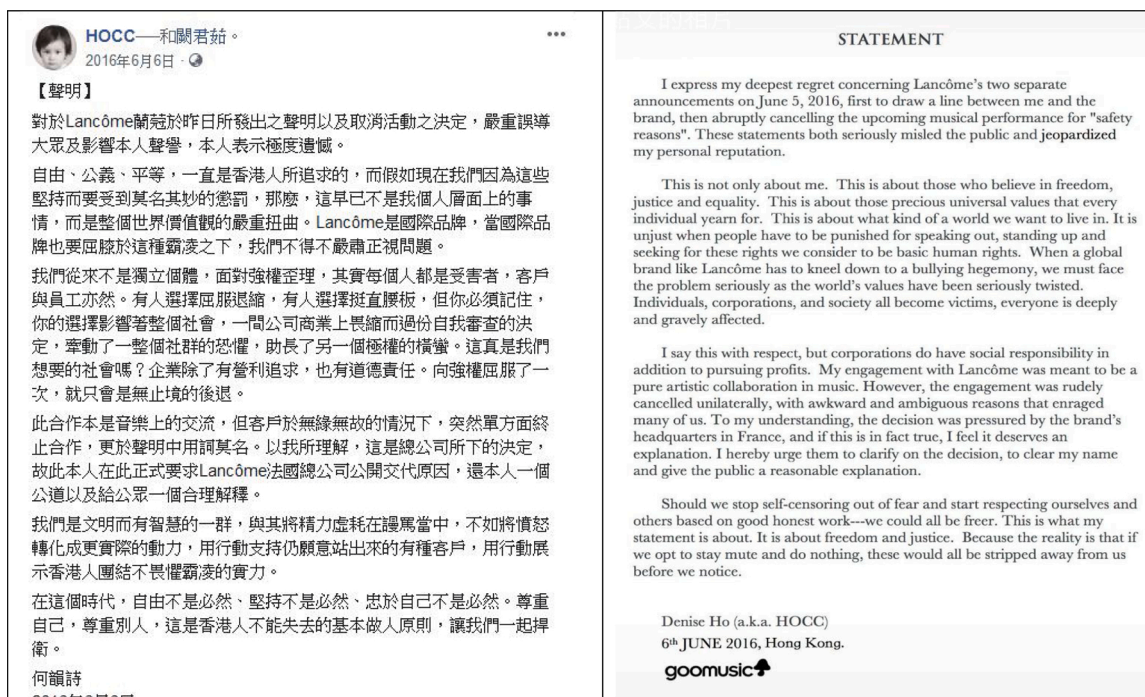 HOCC──一和關君茹。
2016年6月6日
【聲明】
對於Lancôme蘭蔻於昨日所發出之聲明以及取消活動之決定，嚴重誤導
大眾及影響本人聲譽，本人表示極度遺憾。
自由、公義、平等，一直是香港人所追求的，而假如現在我們因為這些
堅持而要受到莫名其妙的懲罰，那麼，這早已不是我個人層面上的事
情，而是整個世界價值觀的嚴重扭曲。Lancôme是國際品牌，當國際品
牌也要屈膝於這種霸凌之下，我們不得不嚴肅正視問題。
我們從來不是獨立個體，面對強權歪理，其實每個人都是受害者，客戶
與員工亦然。有人選擇屈服退縮，有人選擇挺直腰板，但你必須記住，
你的選擇影響著整個社會，一間公司商業上畏縮而過份自我審查的決
定，牽動了一整個社群的恐懼，助長了另一個極權的橫蠻。這真是我們
想要的社會嗎？企業除了有營利追求，也有道德責任。向強權屈服了一
次，就只會是無止境的後退。
此合作本是音樂上的交流，但客戶於無緣無故的情況下，突然單方面終
止合作，更於聲明中用詞莫名。以我所理解，這是總公司所下的決定，
故此本人在此正式要求Lancôme法國總公司公開交代原因，還本人一個
公道以及給公眾一個合理解釋。
我們是文明而有智慧的一群，與其將精力虛耗在謾罵當中，不如將憤怒
轉化成更實際的動力，用行動支持仍願意站出來的有種客戶，用行動展
示香港人團結不畏懼霸凌的實力。
在這個時代，自由不是必然、堅持不是必然、忠於自己不是必然。尊重
自己，尊重別人，這是香港人不能失去的基本做人原則，讓我們一起捍
衛。
何韻詩
STATEMENT
I express my deepest regret concerning Lancôme's two separate
announcements on June 5, 2016, first to draw a line between me and the
brand, then abruptly cancelling the upcoming musical performance for "safety
reasons". These statements both seriously misled the public and jeopardized
my personal reputation.
This is not only about me. This is about those who believe in freedom,
justice and equality. This is about those precious universal values that every
individual yearn for. This is about what kind of a world we want to live in. It is
unjust when people have to be punished for speaking out, standing up and
seeking for these rights we consider to be basic human rights. When a global
brand like Lancôme has to kneel down to a bullying hegemony, we must face
the problem seriously as the world's values have been seriously twisted.
Individuals, corporations, and society all become victims, everyone is deeply
and gravely affected.
I say this with respect, but corporations do have social responsibility in
addition to pursuing profits. My engagement with Lancôme was meant to be a
pure artistic collaboration in music. However, the engagement was rudely
cancelled unilaterally, with awkward and ambiguous reasons that enraged
many of us. To my understanding, the decision was pressured by the brand's
headquarters in France, and if this is in fact true, I feel it deserves an
explanation. I hereby urge them to clarify on the decision, to clear my name
and give the public a reasonable explanation.
Should we stop self-censoring out of fear and start respecting ourselves and
others based on good honest work---we could all be freer. This is what my
statement is about. It is about freedom and justice. Because the reality is that if
we opt to stay mute and do nothing, these would all be stripped away from us
before we notice.
Denise Ho (a.k.a. HOCC)
6th JUNE 2016, Hong Kong.
goomusic